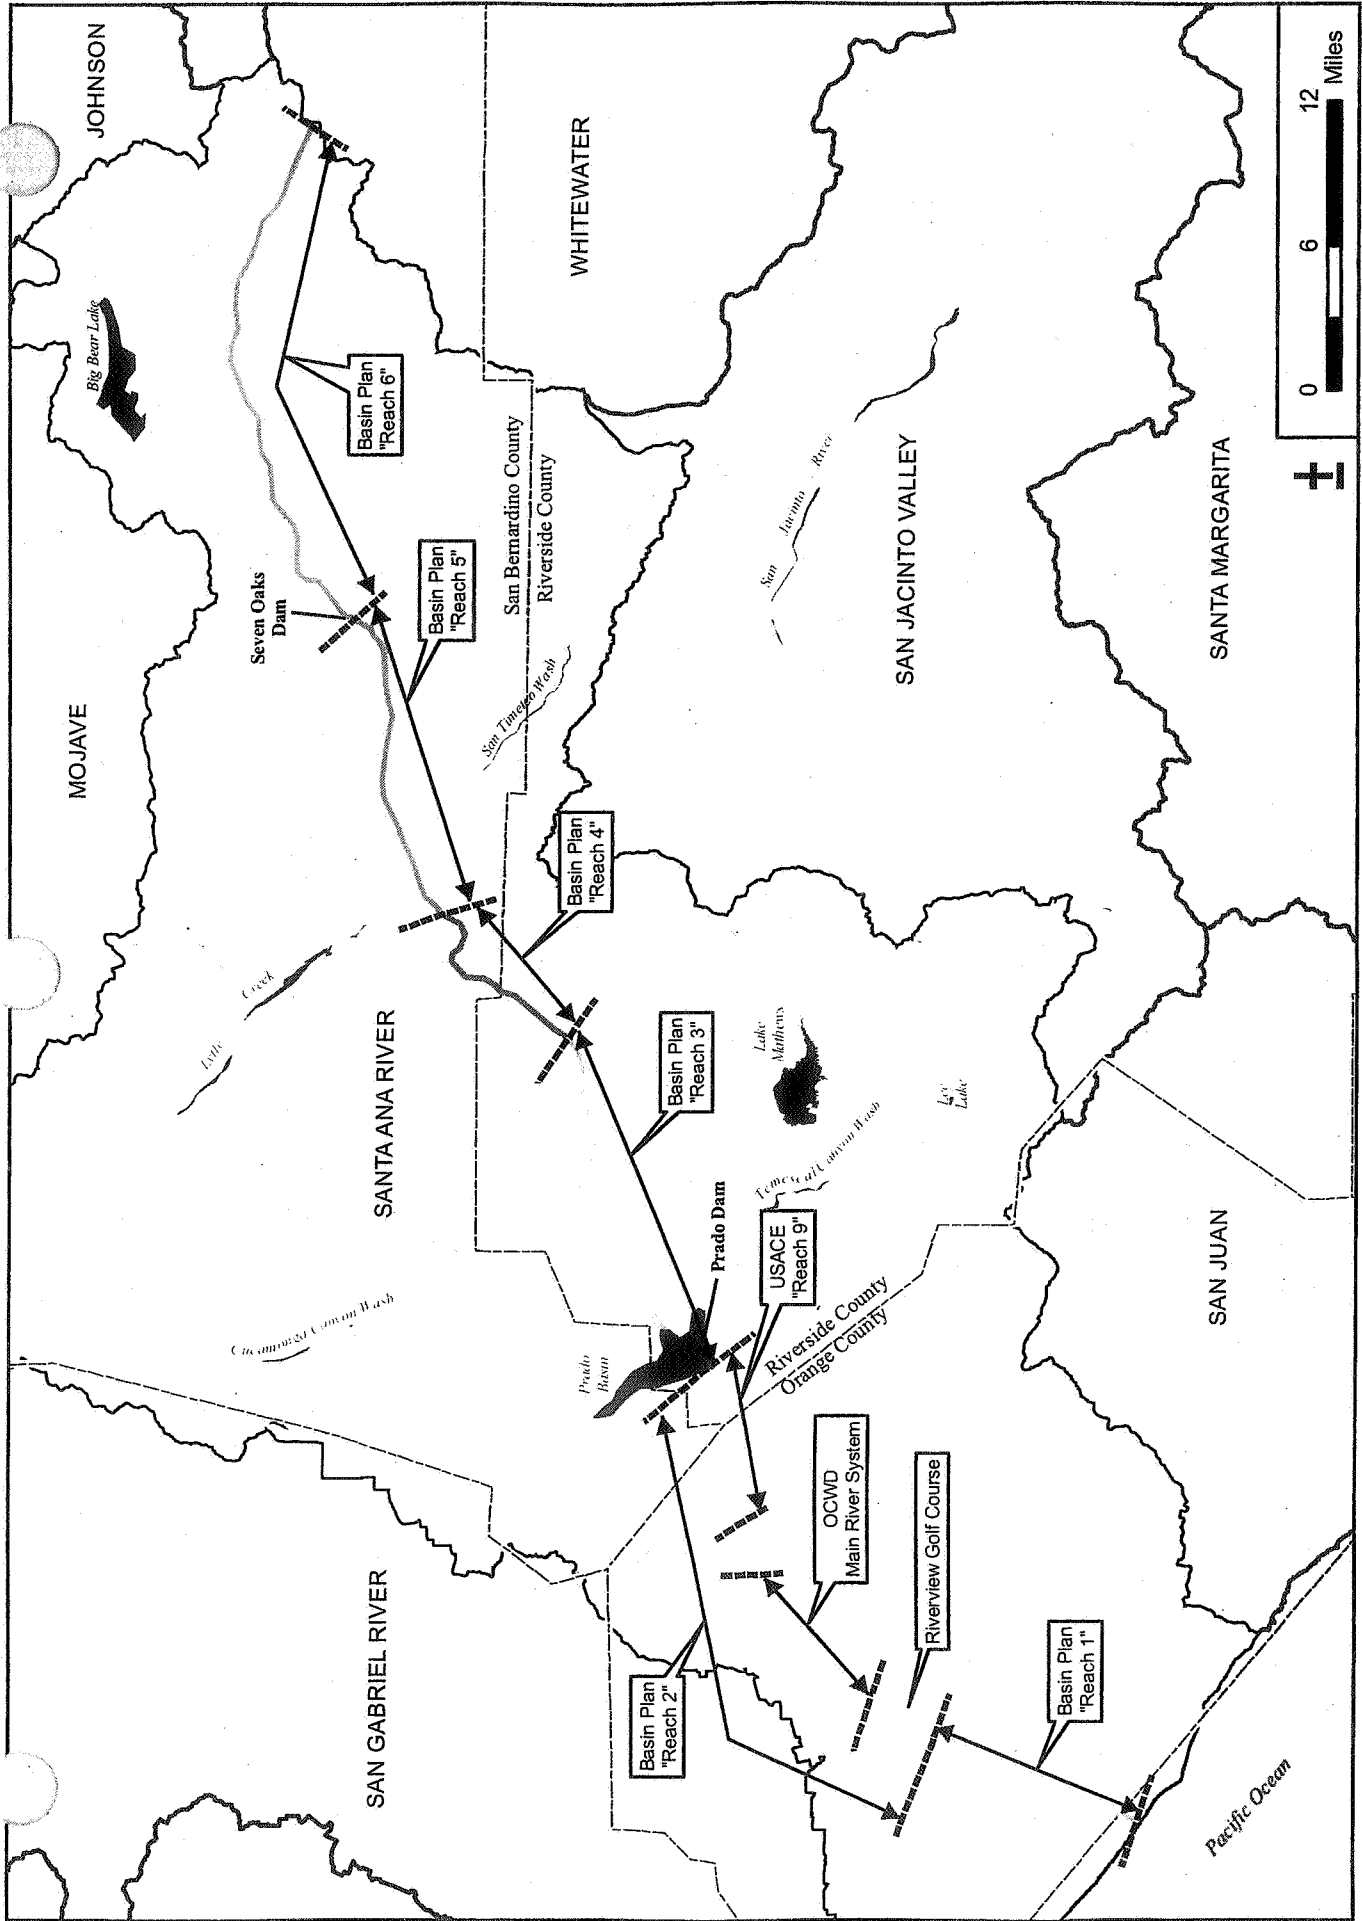 JOHNSON
Big Bear Lake
MOJAVE
WHITEWATER
Basin Plan
"Reach 6"
Seven Oaks
Dam
Basin Plan
"Reach 5"
San Bernardino County
Riverside County
San Timoteo Wash
San Jacinto River
SAN JACINTO VALLEY
SANTA MARGARITA
0 6 12
Miles
Basin Plan
"Reach 4"
Lytle Creek
SANTA ANA RIVER
Basin Plan
"Reach 3"
Lake
Mathews
Lee
Lake
Temescal Canyon Wash
Prado Dam
USACE
"Reach 9"
Cucamonga Canyon Wash
Prado
Basin
Riverside County
Orange County
SAN JUAN
OCWD
Main River System
Riverview Golf Course
SAN GABRIEL RIVER
Basin Plan
"Reach 2"
Basin Plan
"Reach 1"
Pacific Ocean